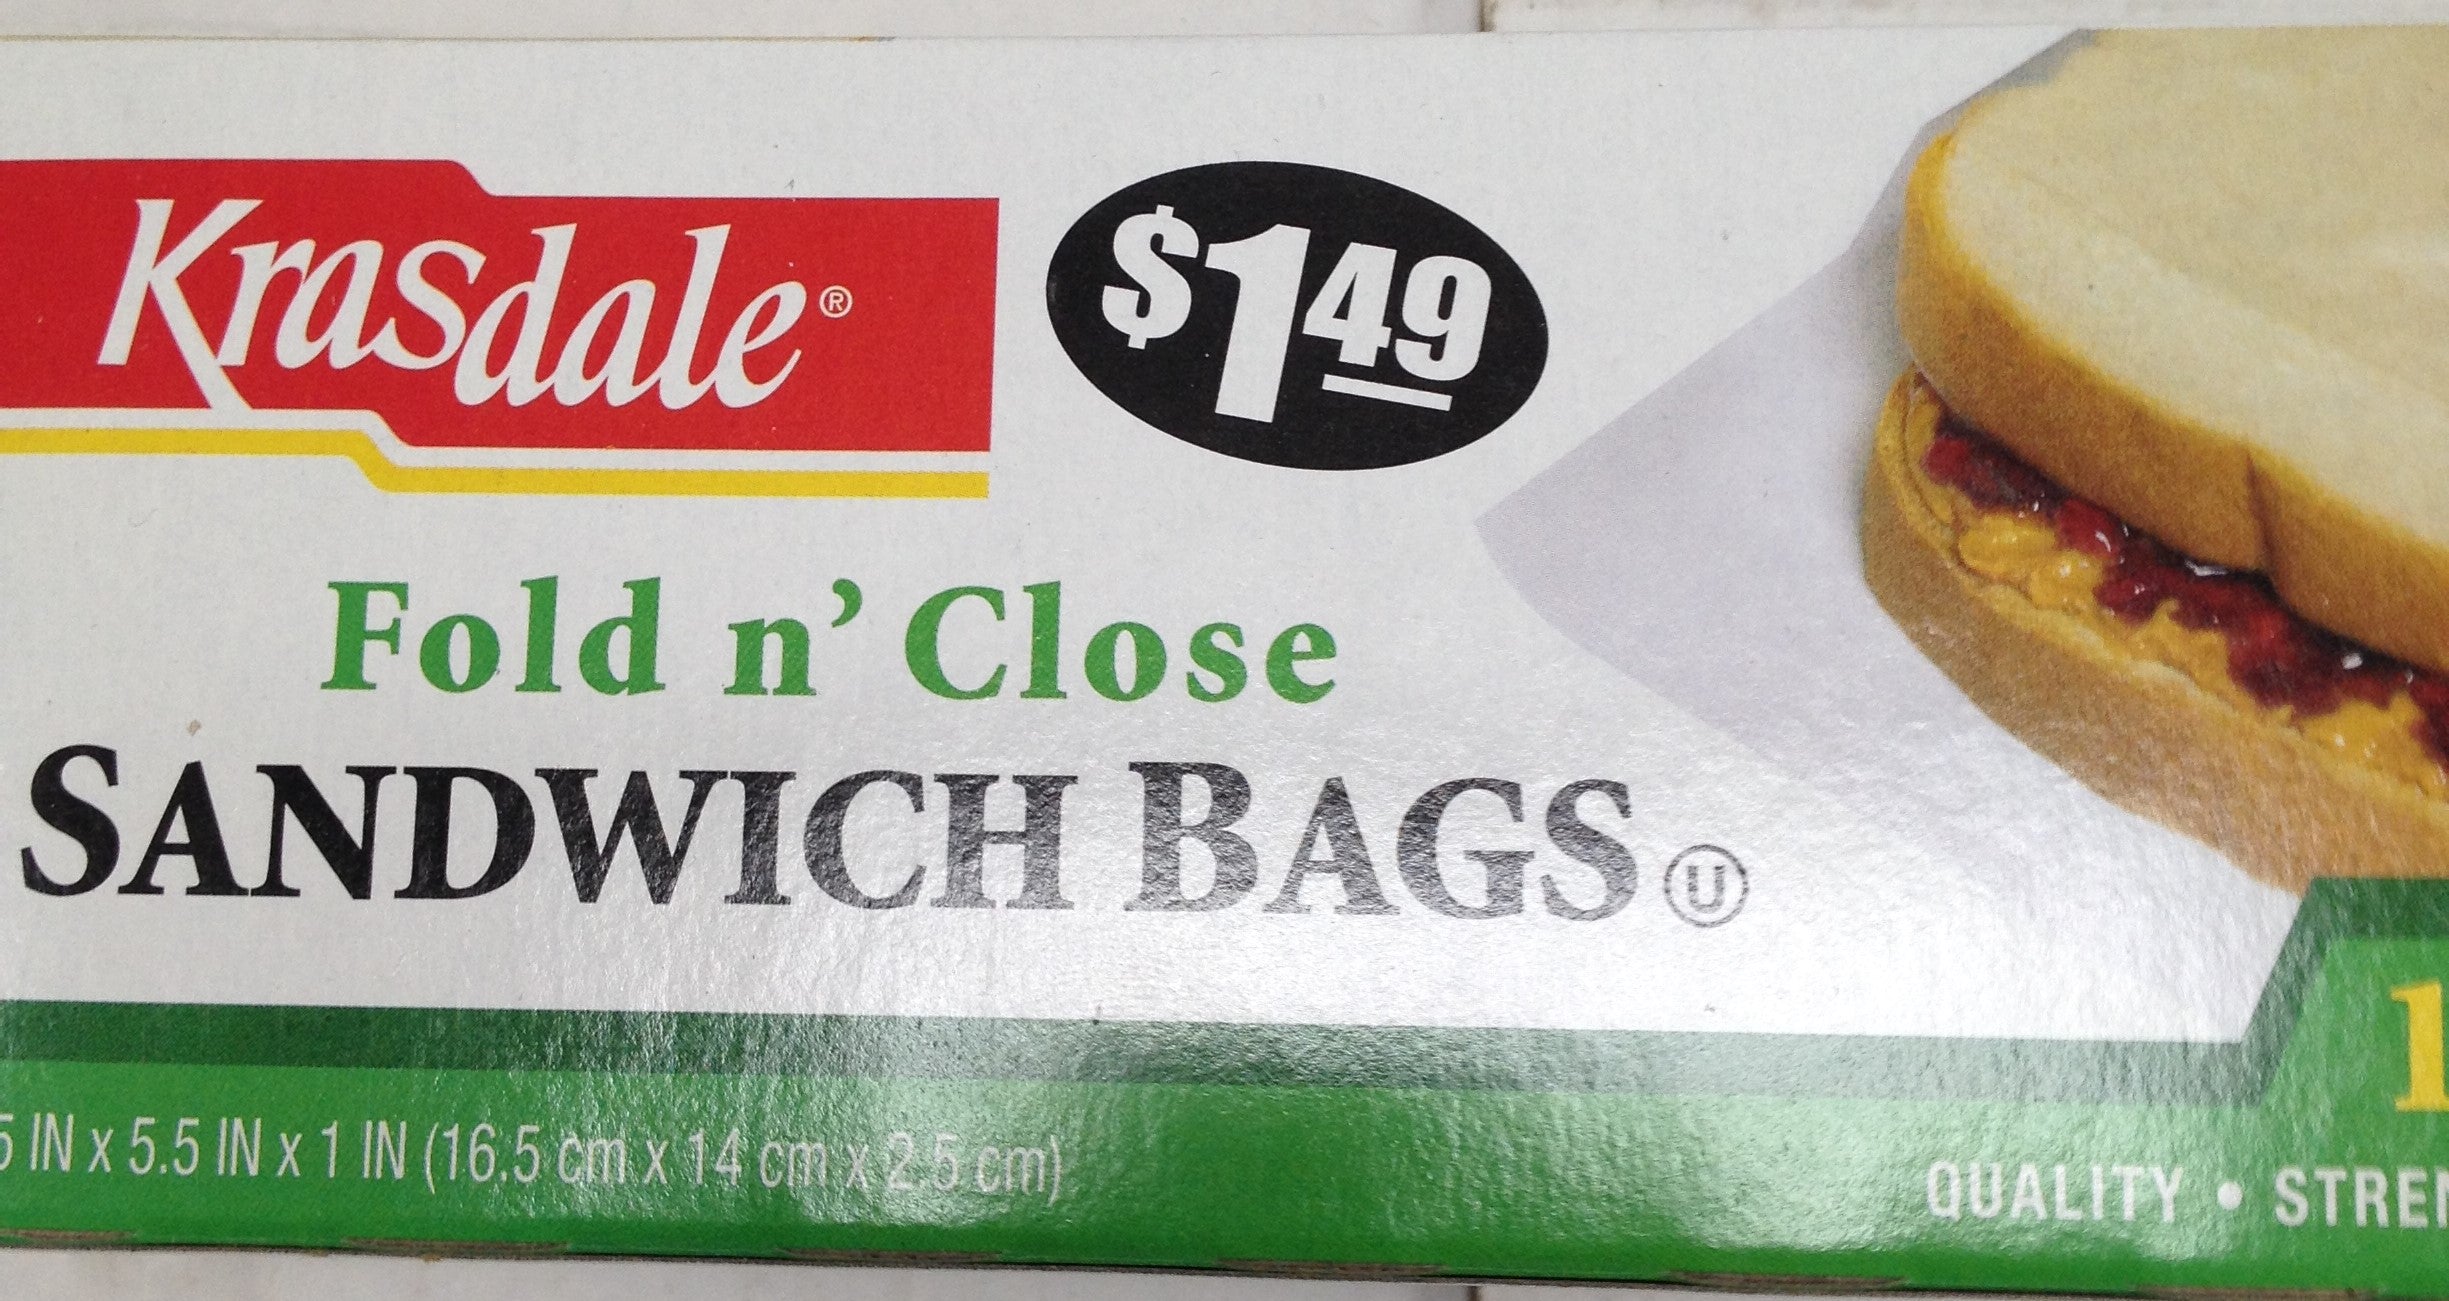 Krasdale®
$1.49
Fold n' Close
SANDWICH BAGS Ⓤ
5 IN x 5.5 IN x 1 IN (16.5 cm x 14 cm x 2.5 cm)
1
QUALITY •